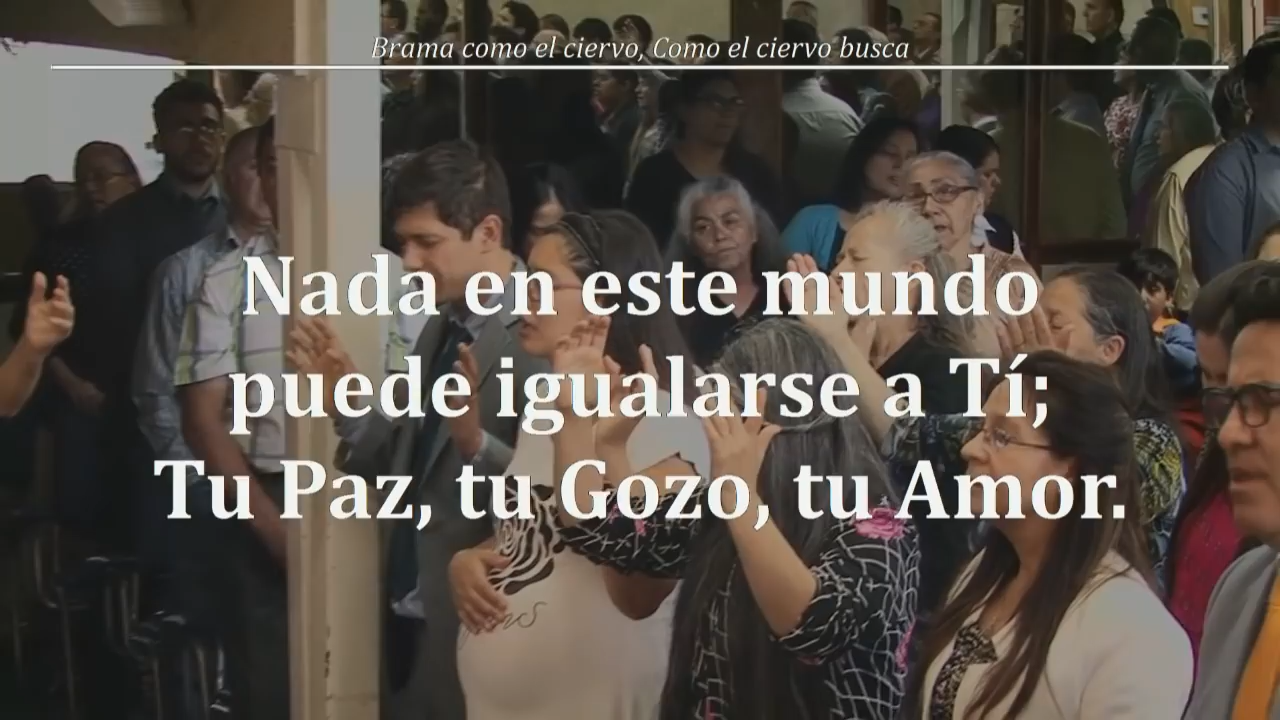 Brama como el ciervo, Como el ciervo busca
Nada en este mundo
puede igualarse a Tí;
Tu Paz, tu Gozo, tu Amor.